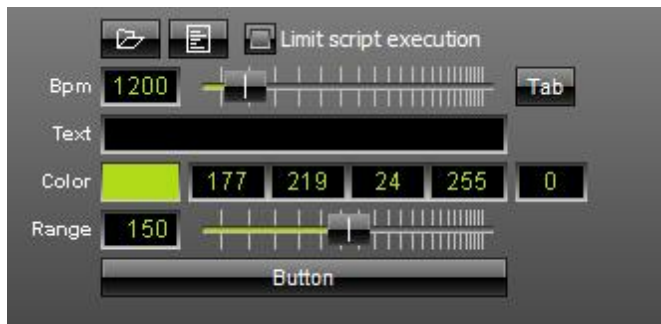 Limit script execution
Bpm 1200 Tab
Text
Color 177 219 24 255 0
Range 150
Button